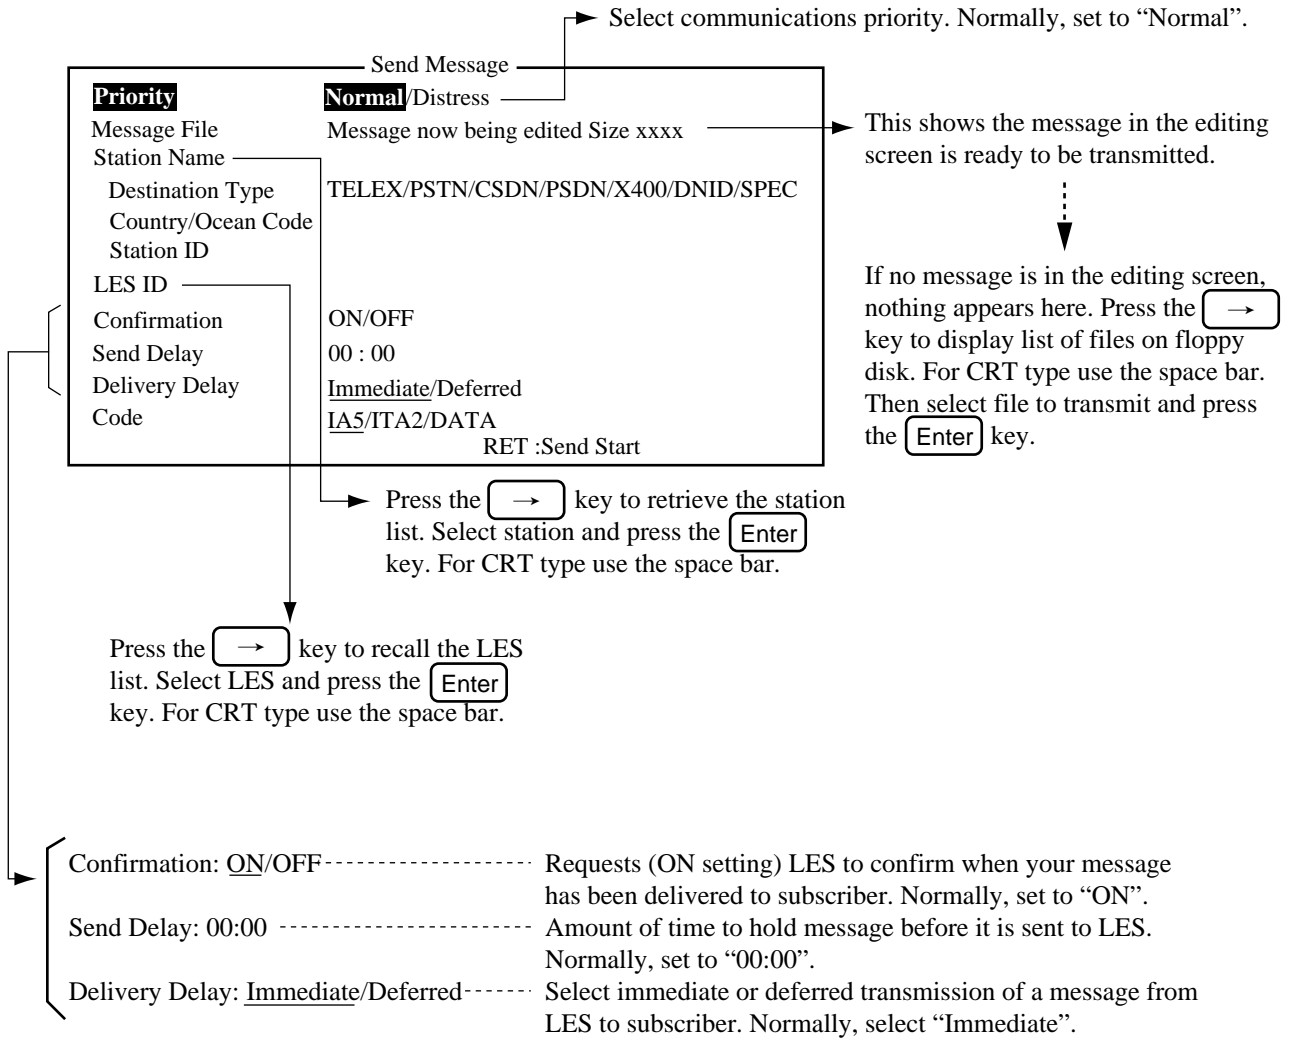 Select communications priority. Normally, set to “Normal”.
Send Message
Priority Normal/Distress
Message File Message now being edited Size xxxx
Station Name
Destination Type TELEX/PSTN/CSDN/PSDN/X400/DNID/SPEC
Country/Ocean Code
Station ID
LES ID
Confirmation ON/OFF
Send Delay 00 : 00
Delivery Delay Immediate/Deferred
Code IA5/ITA2/DATA
RET :Send Start
This shows the message in the editing
screen is ready to be transmitted.
If no message is in the editing screen,
nothing appears here. Press the →
key to display list of files on floppy
disk. For CRT type use the space bar.
Then select file to transmit and press
the Enter key.
Press the → key to retrieve the station
list. Select station and press the Enter
key. For CRT type use the space bar.
Press the → key to recall the LES
list. Select LES and press the Enter
key. For CRT type use the space bar.
Confirmation: ON/OFF Requests (ON setting) LES to confirm when your message
has been delivered to subscriber. Normally, set to “ON”.
Send Delay: 00:00 Amount of time to hold message before it is sent to LES.
Normally, set to “00:00”.
Delivery Delay: Immediate/Deferred Select immediate or deferred transmission of a message from
LES to subscriber. Normally, select “Immediate”.